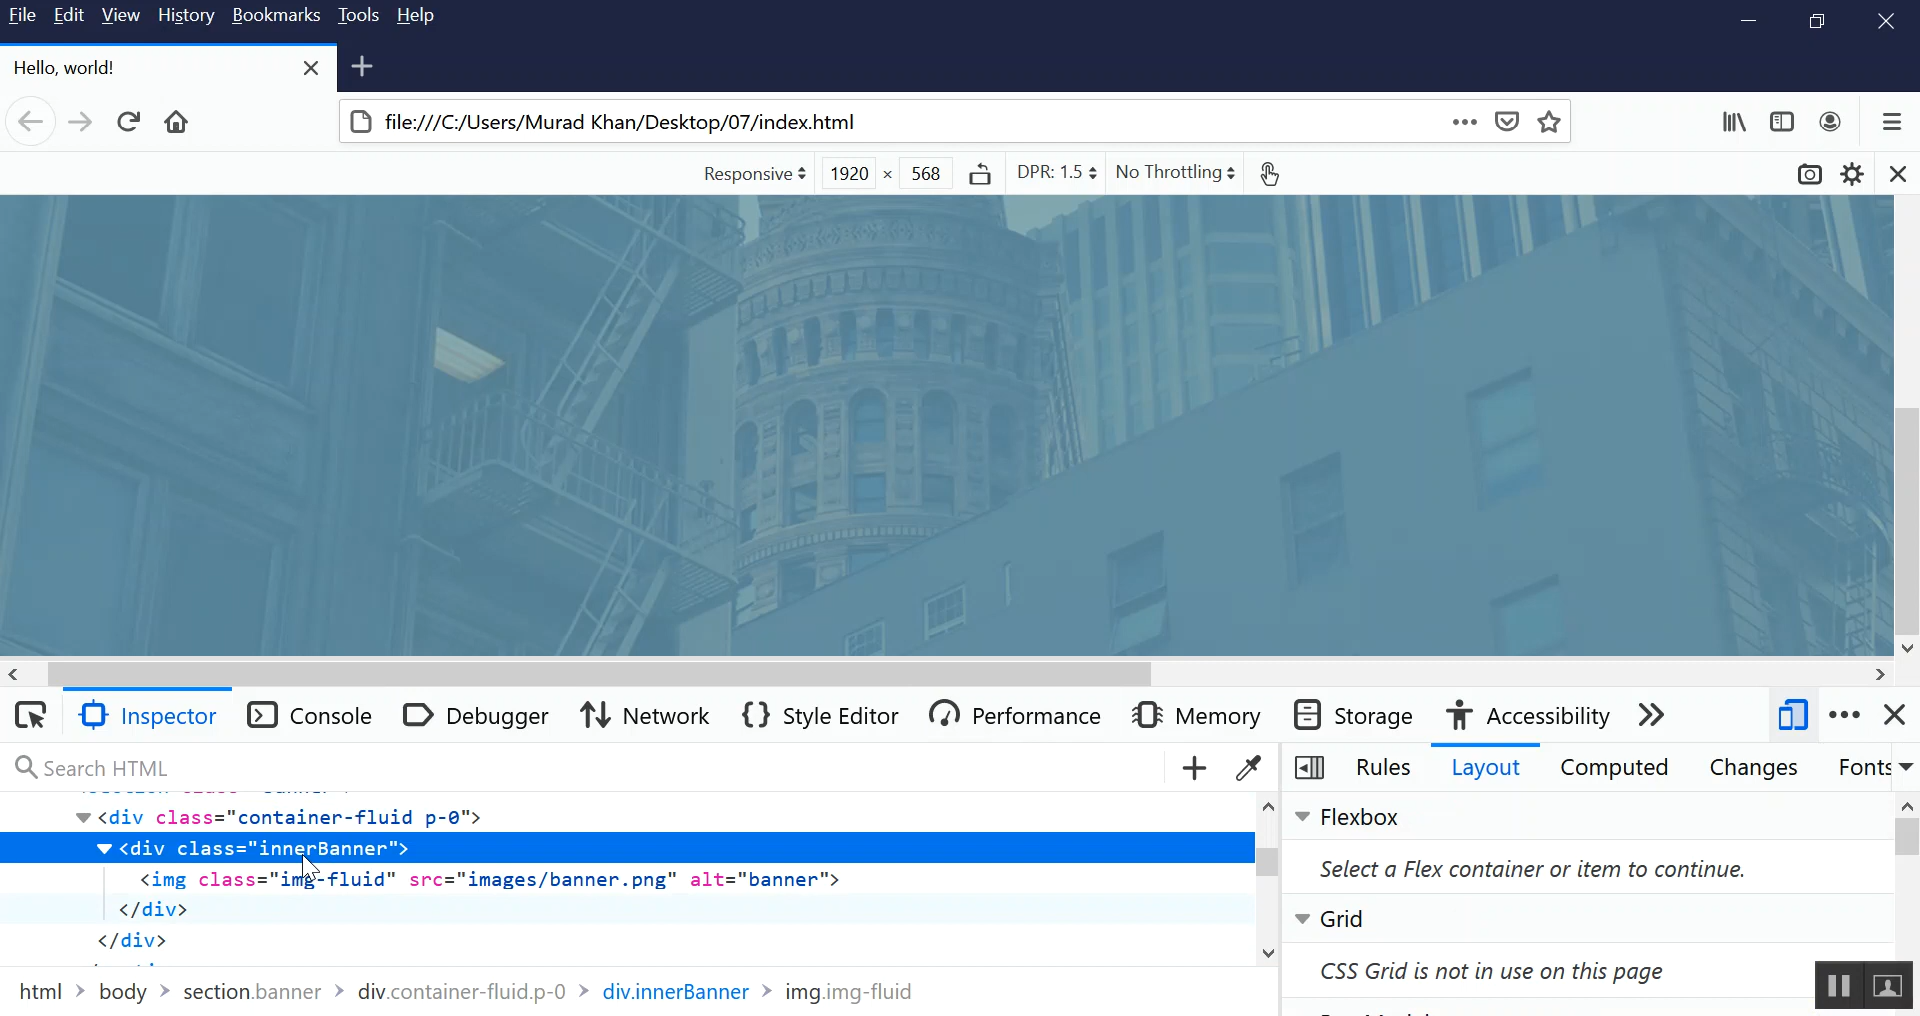 File Edit View History Bookmarks Tools Help
Hello, world!
file:///C:/Users/Murad Khan/Desktop/07/index.html
Responsive 1920 × 568 DPR: 1.5 No Throttling
Inspector Console Debugger Network Style Editor Performance Memory Storage Accessibility
Search HTML
Rules Layout Computed Changes Fonts
<div class="container-fluid p-0">
<div class="innerBanner">
<img class="img-fluid" src="images/banner.png" alt="banner">
</div>
</div>
Flexbox
Select a Flex container or item to continue.
Grid
CSS Grid is not in use on this page
html > body > section.banner > div.container-fluid.p-0 > div.innerBanner > img.img-fluid